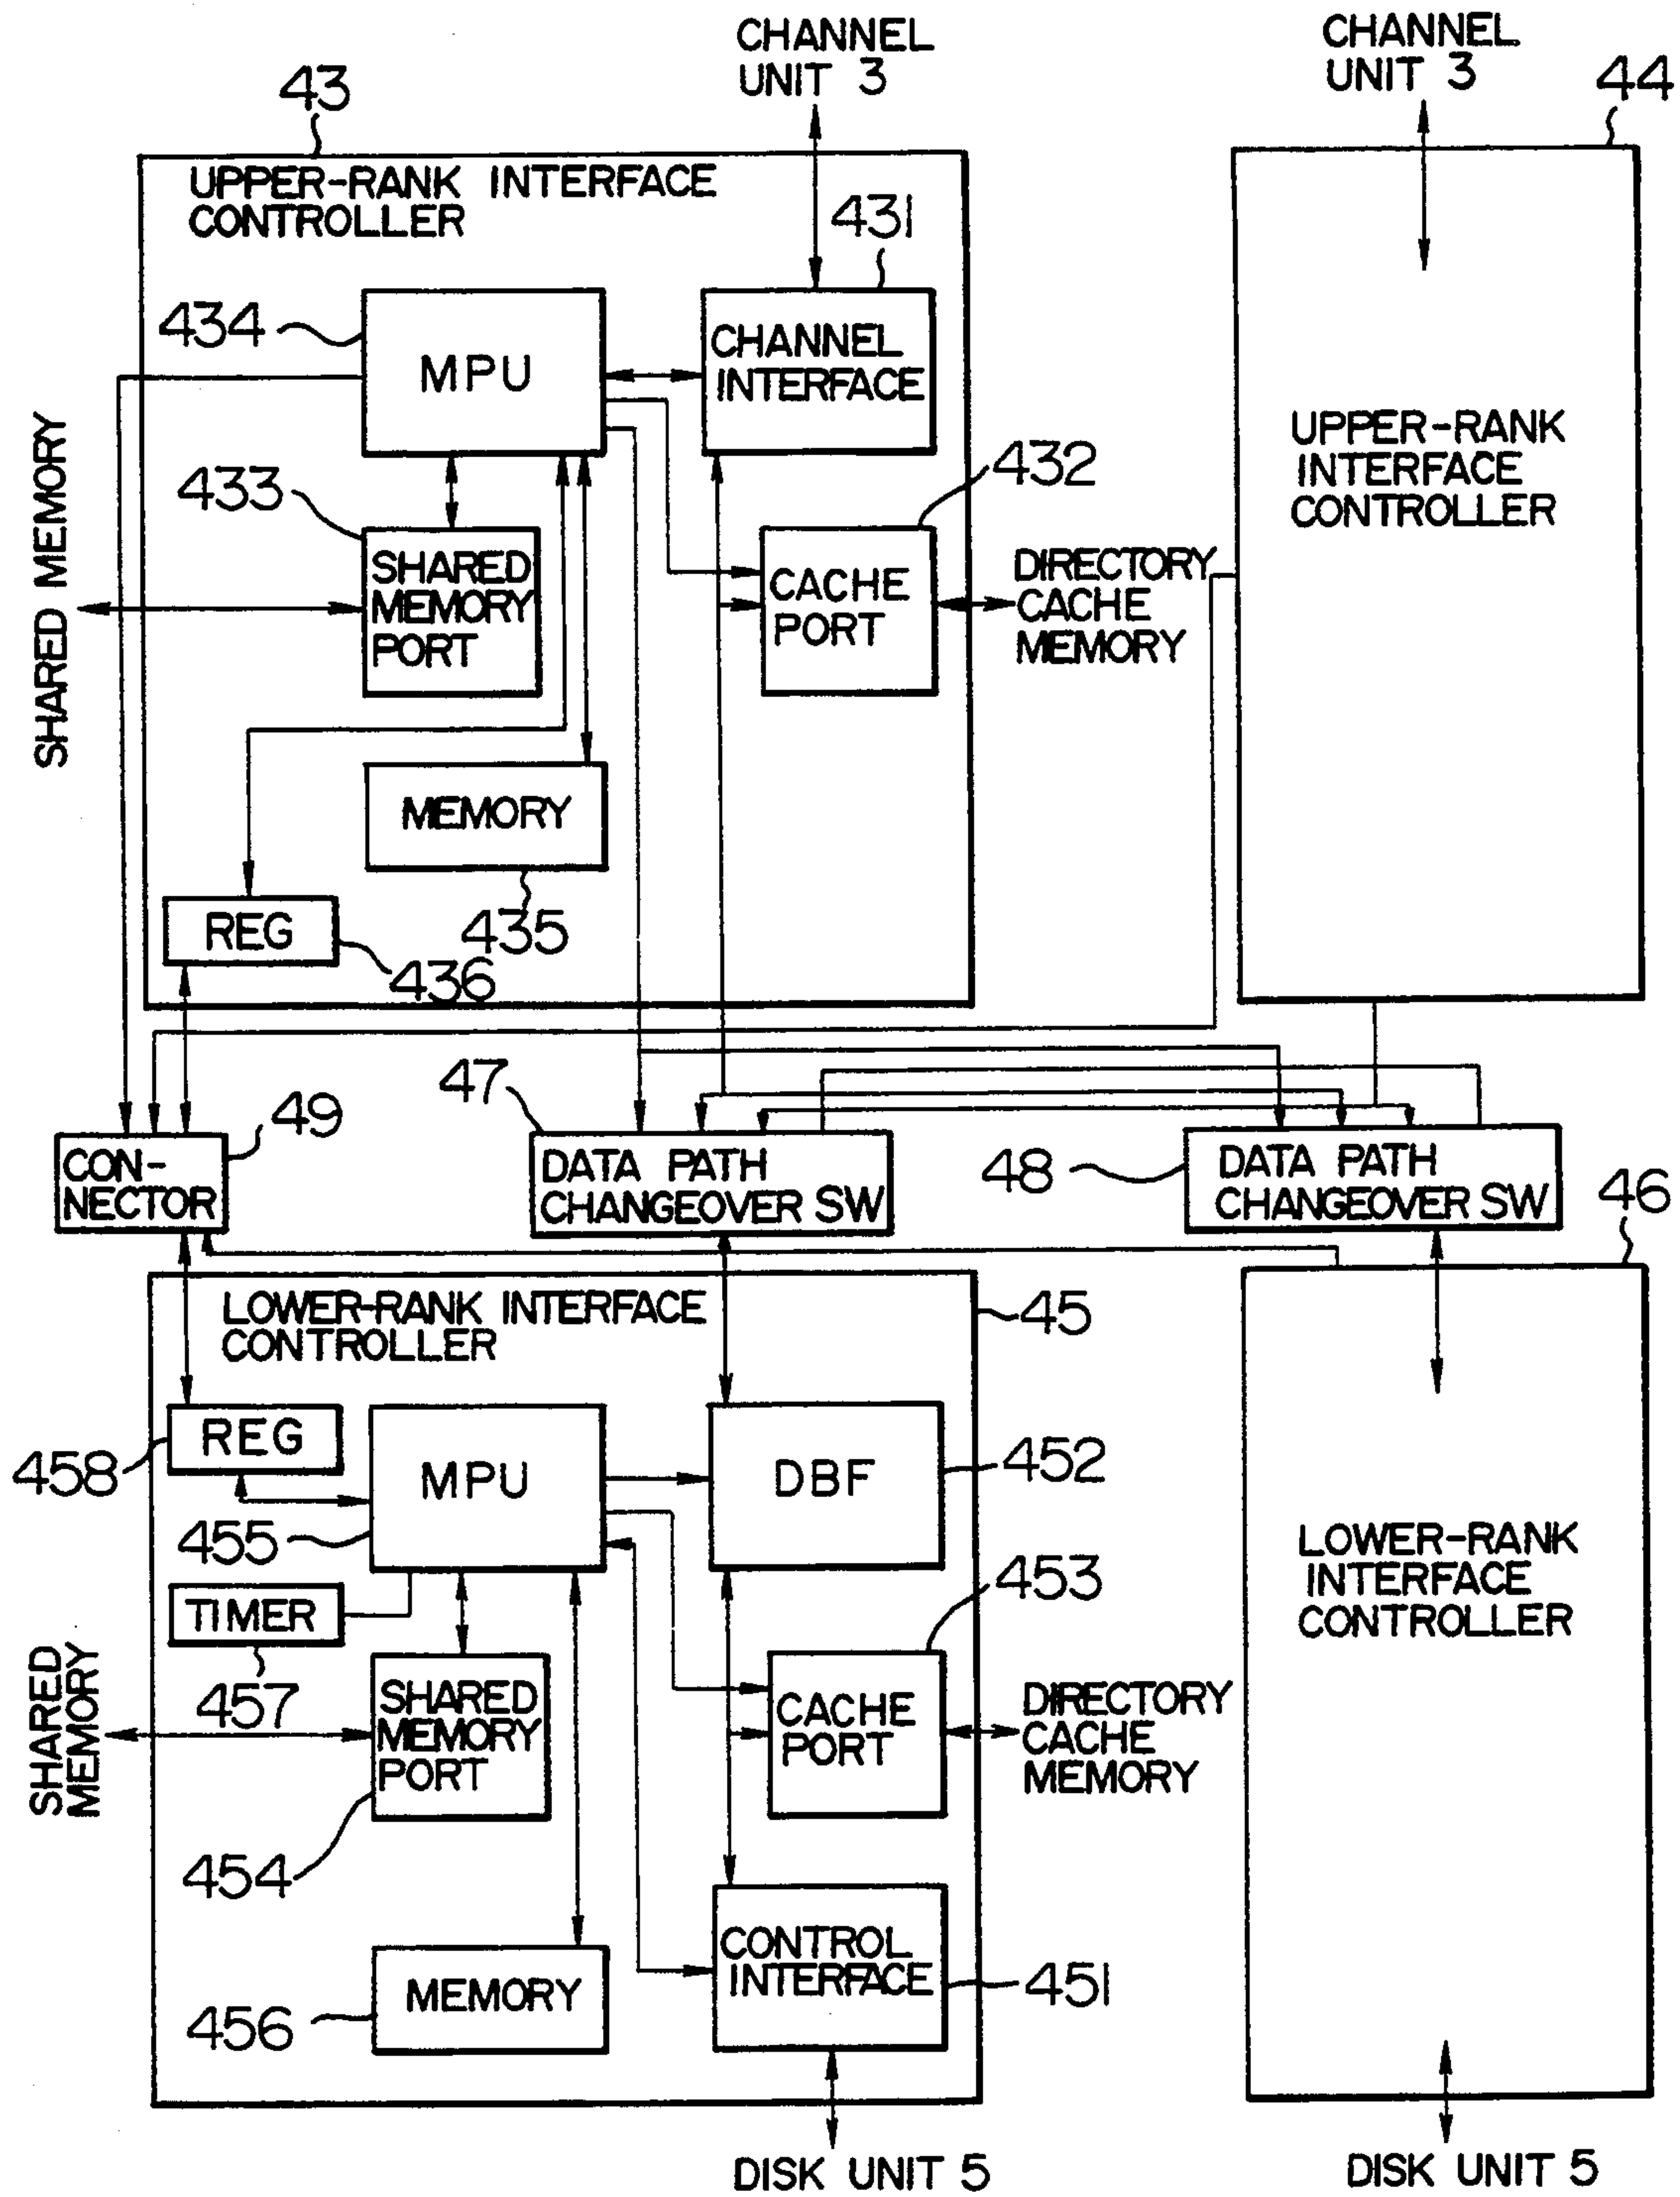 CHANNEL
UNIT 3
CHANNEL
UNIT 3
43
44
UPPER-RANK INTERFACE
CONTROLLER
431
434
MPU
CHANNEL
INTERFACE
UPPER-RANK
INTERFACE
CONTROLLER
433
432
SHARED MEMORY
SHARED
MEMORY
PORT
CACHE
PORT
DIRECTORY
CACHE
MEMORY
MEMORY
435
REG
436
47
49
CON-
NECTOR
DATA PATH
CHANGEOVER SW
48
DATA PATH
CHANGEOVER SW
46
LOWER-RANK INTERFACE
CONTROLLER
45
REG
458
MPU
455
DBF
452
LOWER-RANK
INTERFACE
CONTROLLER
453
TIMER
457
SHARED
MEMORY
SHARED
MEMORY
PORT
454
CACHE
PORT
DIRECTORY
CACHE
MEMORY
CONTROL
INTERFACE
451
MEMORY
456
DISK UNIT 5
DISK UNIT 5